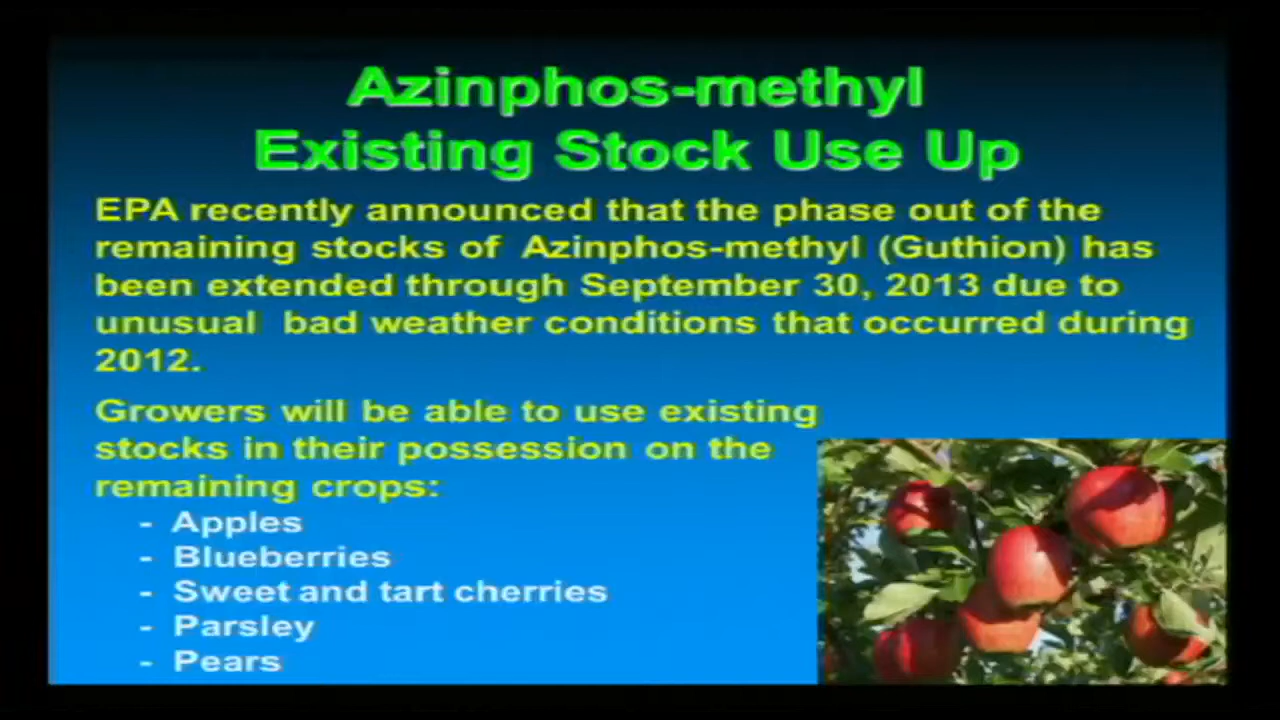 Azinphos-methyl
Existing Stock Use Up
EPA recently announced that the phase out of the
remaining stocks of Azinphos-methyl (Guthion) has
been extended through September 30, 2013 due to
unusual bad weather conditions that occurred during
2012.
Growers will be able to use existing
stocks in their possession on the
remaining crops:
- Apples
- Blueberries
- Sweet and tart cherries
- Parsley
- Pears